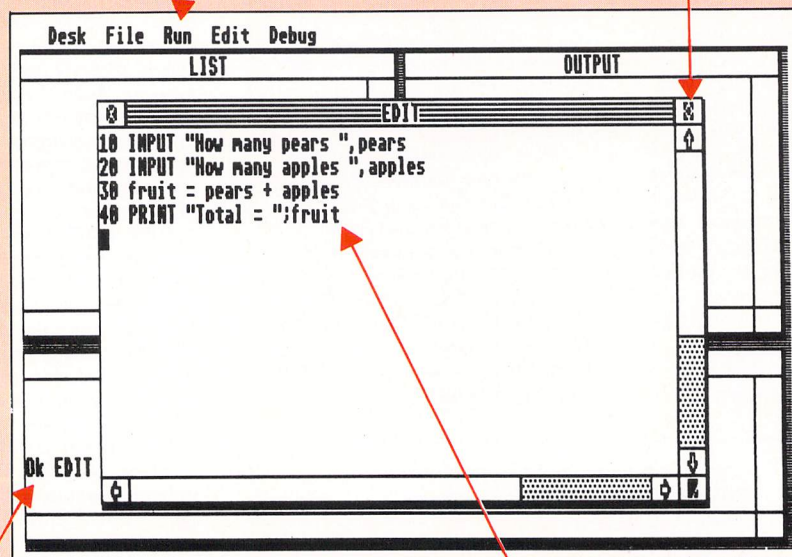 Desk File Run Edit Debug
LIST
OUTPUT
EDIT
10 INPUT "How many pears ",pears
20 INPUT "How many apples ",apples
30 fruit = pears + apples
40 PRINT "Total = ";fruit
Ok EDIT